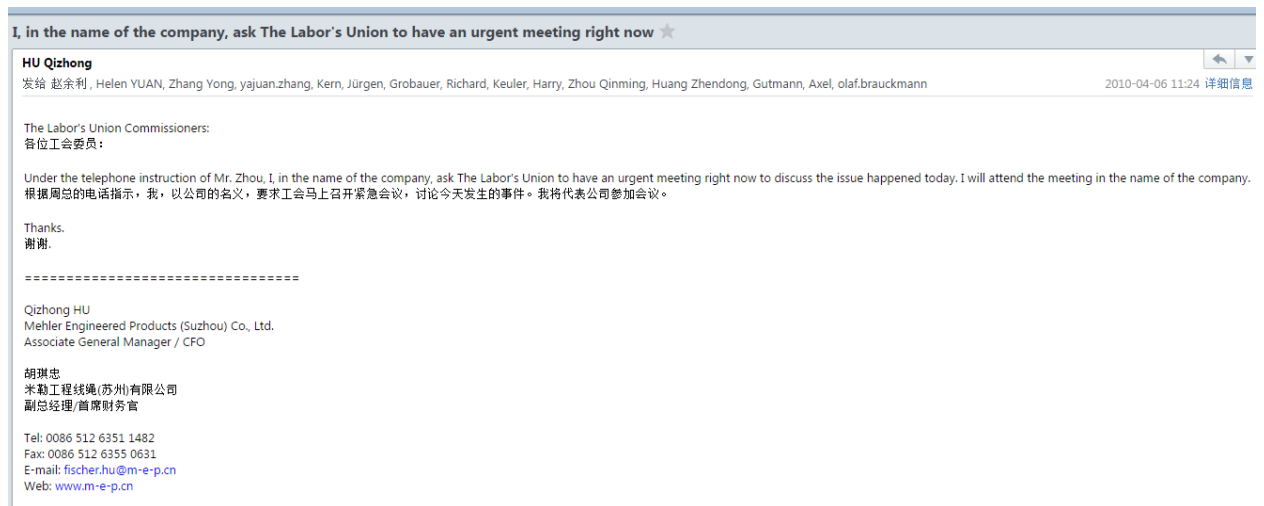 I, in the name of the company, ask The Labor's Union to have an urgent meeting right now
HU Qizhong
发给 赵余利 , Helen YUAN, Zhang Yong, yajuan.zhang, Kern, Jürgen, Grobauer, Richard, Keuler, Harry, Zhou Qinming, Huang Zhendong, Gutmann, Axel, olaf.brauckmann
2010-04-06 11:24 详细信息
The Labor's Union Commissioners:
各位工会委员：
Under the telephone instruction of Mr. Zhou, I, in the name of the company, ask The Labor's Union to have an urgent meeting right now to discuss the issue happened today. I will attend the meeting in the name of the company.
根据周总的电话指示，我，以公司的名义，要求工会马上召开紧急会议，讨论今天发生的事件。我将代表公司参加会议。
Thanks.
谢谢.
=================================
Qizhong HU
Mehler Engineered Products (Suzhou) Co., Ltd.
Associate General Manager / CFO
胡琪忠
米勒工程线绳(苏州)有限公司
副总经理/首席财务官
Tel: 0086 512 6351 1482
Fax: 0086 512 6355 0631
E-mail: fischer.hu@m-e-p.cn
Web: www.m-e-p.cn